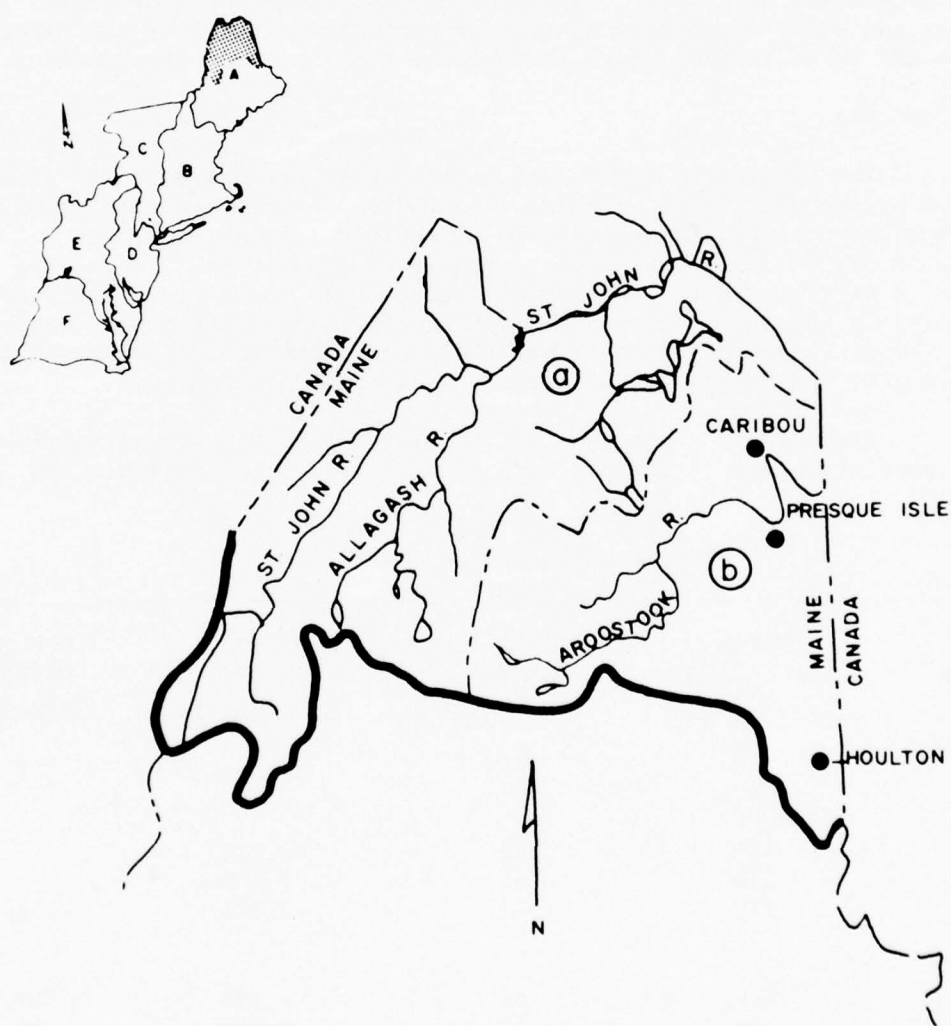 A
C
B
N
E
D
F
ST JOHN R.
CANADA
MAINE
a
CARIBOU
PRESQUE ISLE
ST JOHN R.
ALLAGASH R.
AROOSTOOK R.
b
MAINE
CANADA
HOULTON
N